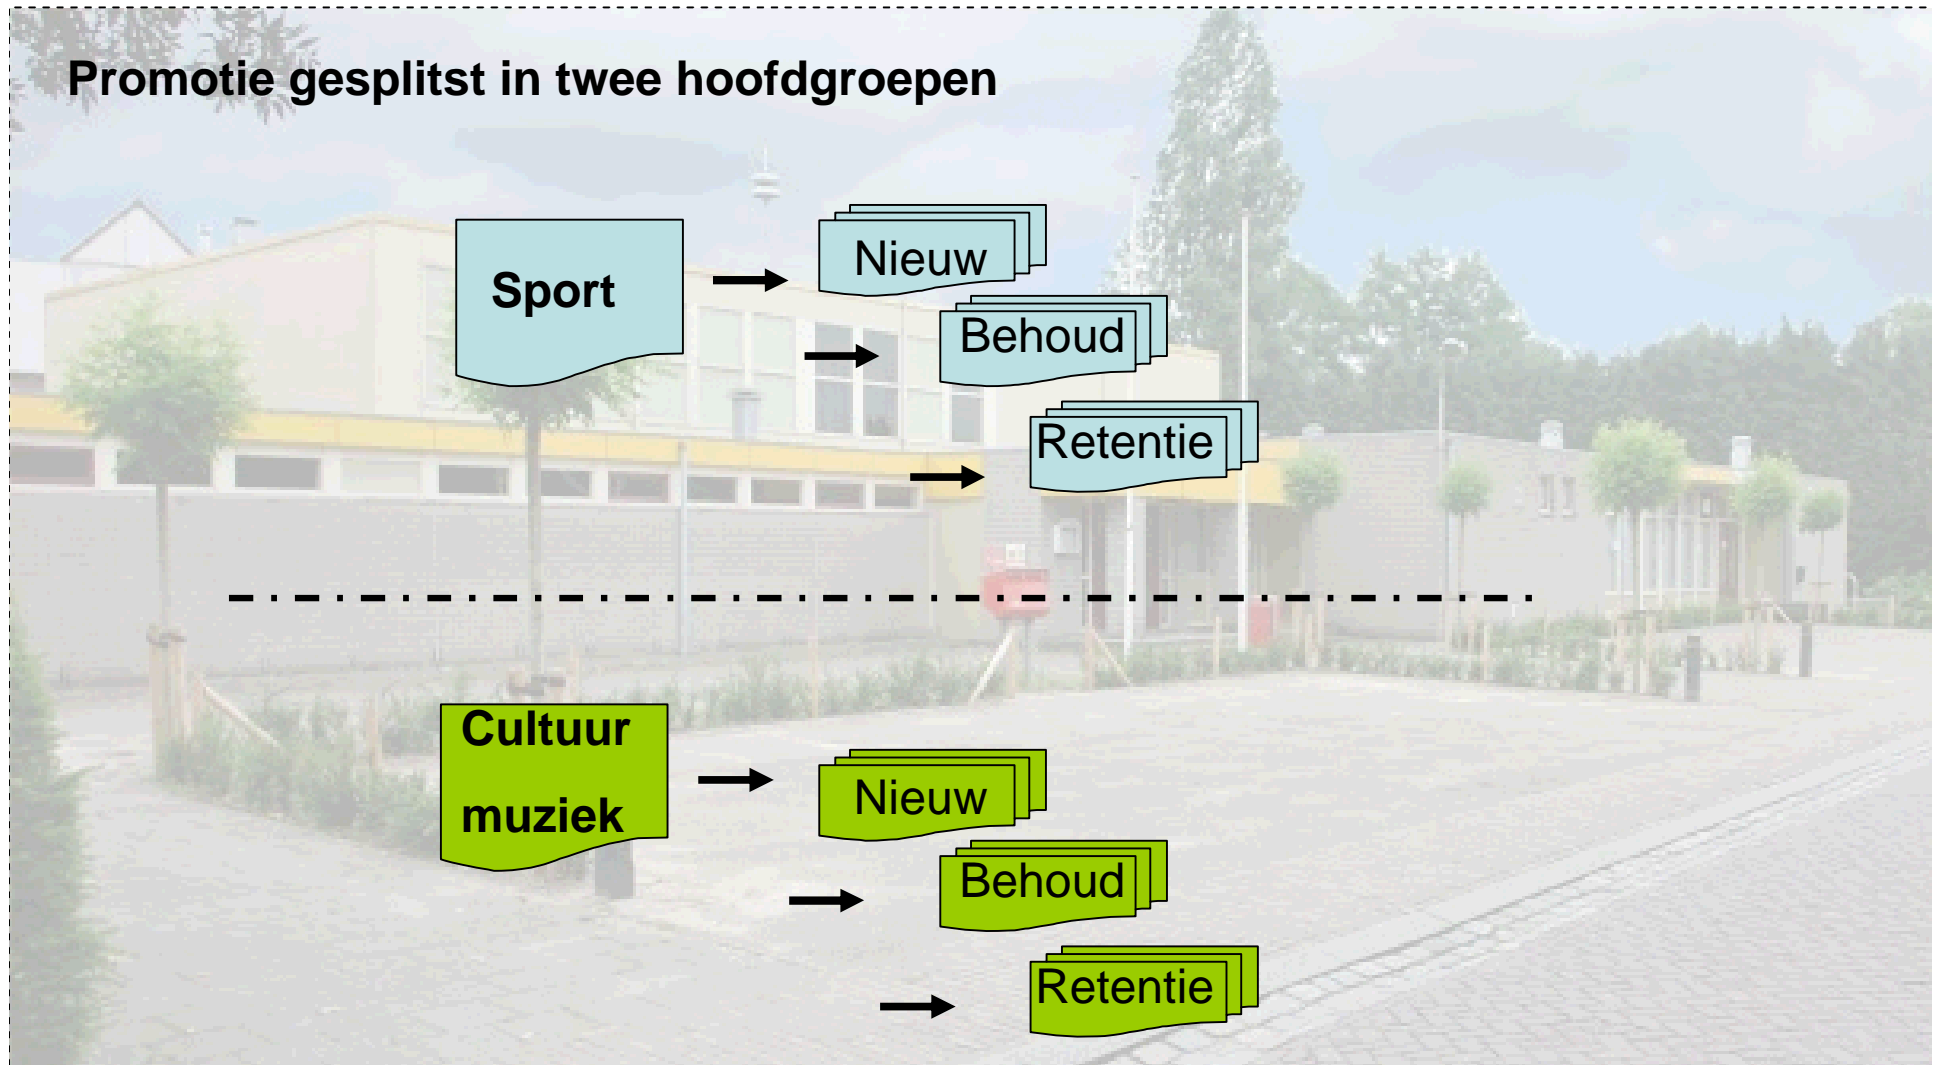 Promotie gesplitst in twee hoofdgroepen
Sport
Nieuw
Behoud
Retentie
Cultuur
muziek
Nieuw
Behoud
Retentie